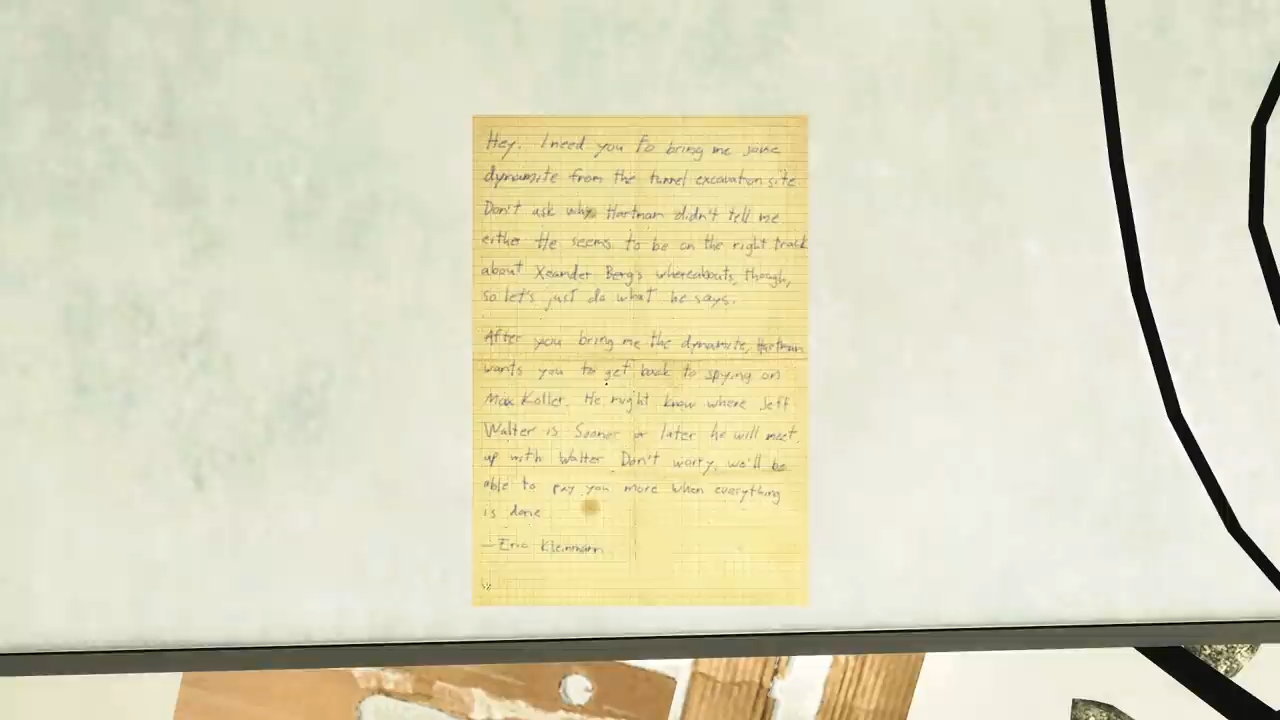 Hey. I need you to bring me some
dynamite from the tunnel excavation site.
Don't ask why. Hartman didn't tell me
either. He seems to be on the right track
about Xeander Berg's whereabouts, though,
so let's just do what he says.
After you bring me the dynamite, Hartman
wants you to get back to spying on
Max Koller. He might know where Jeff
Walter is. Sooner or later he will meet
up with Walter. Don't worry, we'll be
able to pay you more when everything
is done
—Eric Kleinmann